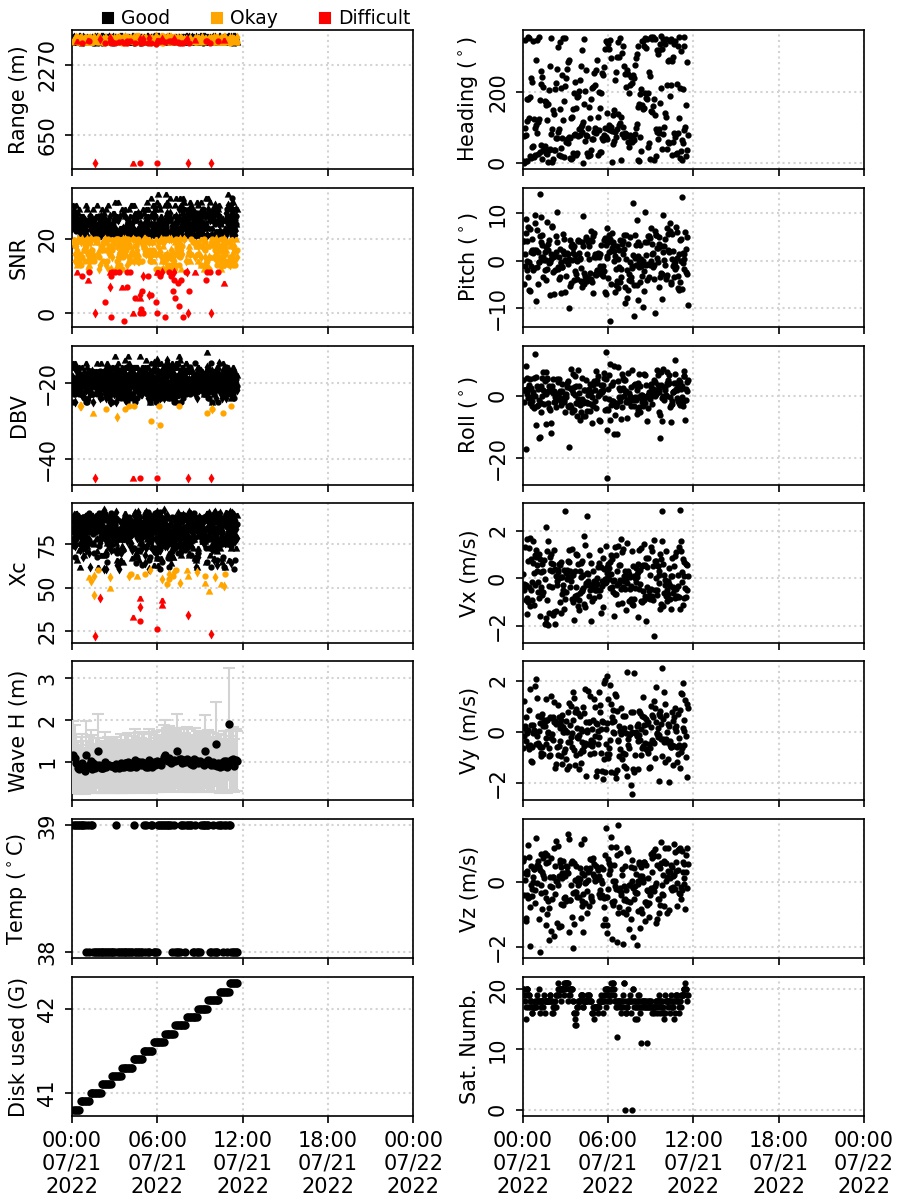 Good Okay Difficult
Range (m)
2270
650
Heading (°)
200
0
SNR
20
0
Pitch (°)
10
0
−10
DBV
−20
−40
Roll (°)
0
−20
Xc
75
50
25
Vx (m/s)
2
0
−2
Wave H (m)
3
2
1
Vy (m/s)
2
0
−2
Temp (°C)
39
38
Vz (m/s)
0
−2
Disk used (G)
42
41
Sat. Numb.
20
10
0
00:00 06:00 12:00 18:00 00:00
07/21 07/21 07/21 07/21 07/22
2022 2022 2022 2022 2022
00:00 06:00 12:00 18:00 00:00
07/21 07/21 07/21 07/21 07/22
2022 2022 2022 2022 2022